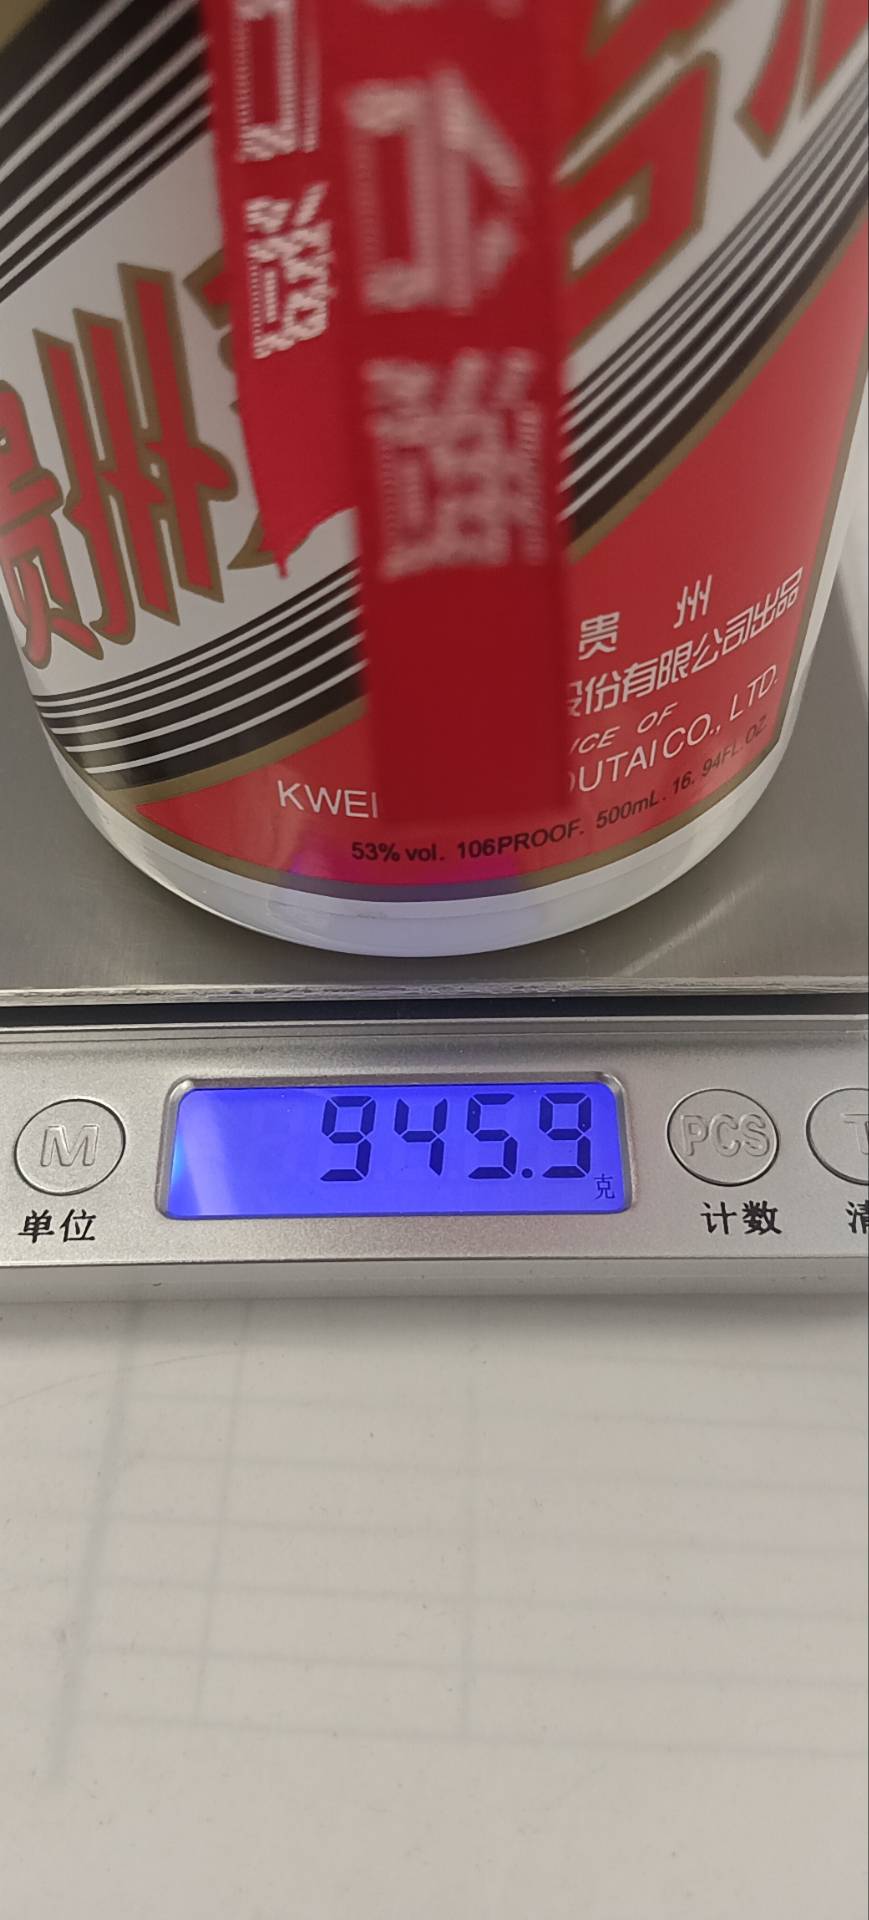 贵州
贵 州
份有限公司出品
ICE OF
KWEI OUTAI CO., LTD.
53% vol. 106PROOF. 500mL. 16. 94FL.OZ.
945.9
克
M
PCS
T
单位
计数
清